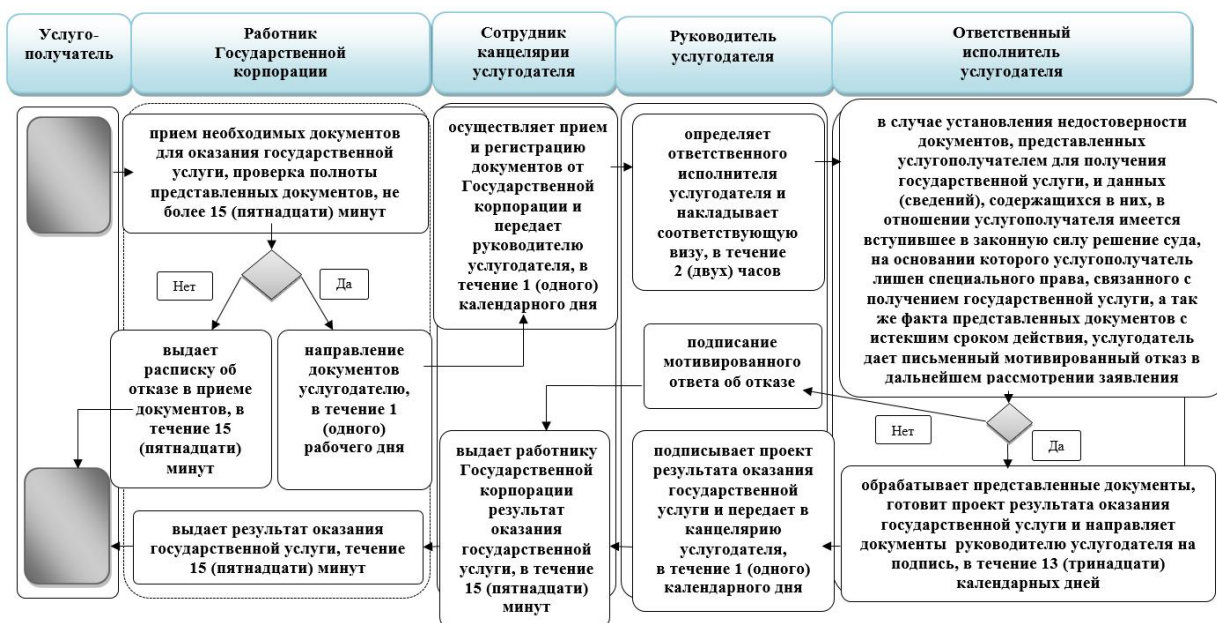 Услуго-
получатель
Работник
Государственной
корпорации
Сотрудник
канцелярии
услугодателя
Руководитель
услугодателя
Ответственный
исполнитель
услугодателя
прием необходимых документов
для оказания государственной
услуги, проверка полноты
представленных документов, не
более 15 (пятнадцати) минут
Нет
Да
выдает
расписку об
отказе в приеме
документов, в
течение 15
(пятнадцати)
минут
направление
документов
услугодателю,
в течение 1
(одного)
рабочего дня
осуществляет прием
и регистрацию
документов от
Государственной
корпорации и
передает
руководителю
услугодателя, в
течение 1 (одного)
календарного дня
определяет
ответственного
исполнителя
услугодателя и
накладывает
соответствующую
визу, в течение
2 (двух) часов
в случае установления недостоверности
документов, представленных
услугополучателем для получения
государственной услуги, и данных
(сведений), содержащихся в них, в
отношении услугополучателя имеется
вступившее в законную силу решение суда,
на основании которого услугополучатель
лишен специального права, связанного с
получением государственной услуги, а так
же факта представленных документов с
истекшим сроком действия, услугодатель
дает письменный мотивированный отказ в
дальнейшем рассмотрении заявления
подписание
мотивированного
ответа об отказе
Нет
Да
обрабатывает представленные документы,
готовит проект результата оказания
государственной услуги и направляет
документы руководителю услугодателя на
подпись, в течение 13 (тринадцати)
календарных дней
подписывает проект
результата оказания
государственной
услуги и передает в
канцелярию
услугодателя,
в течение 1 (одного)
календарного дня
выдает работнику
Государственной
корпорации
результат
оказания
государственной
услуги, в течение
15 (пятнадцати)
минут
выдает результат оказания
государственной услуги, течение
15 (пятнадцати) минут